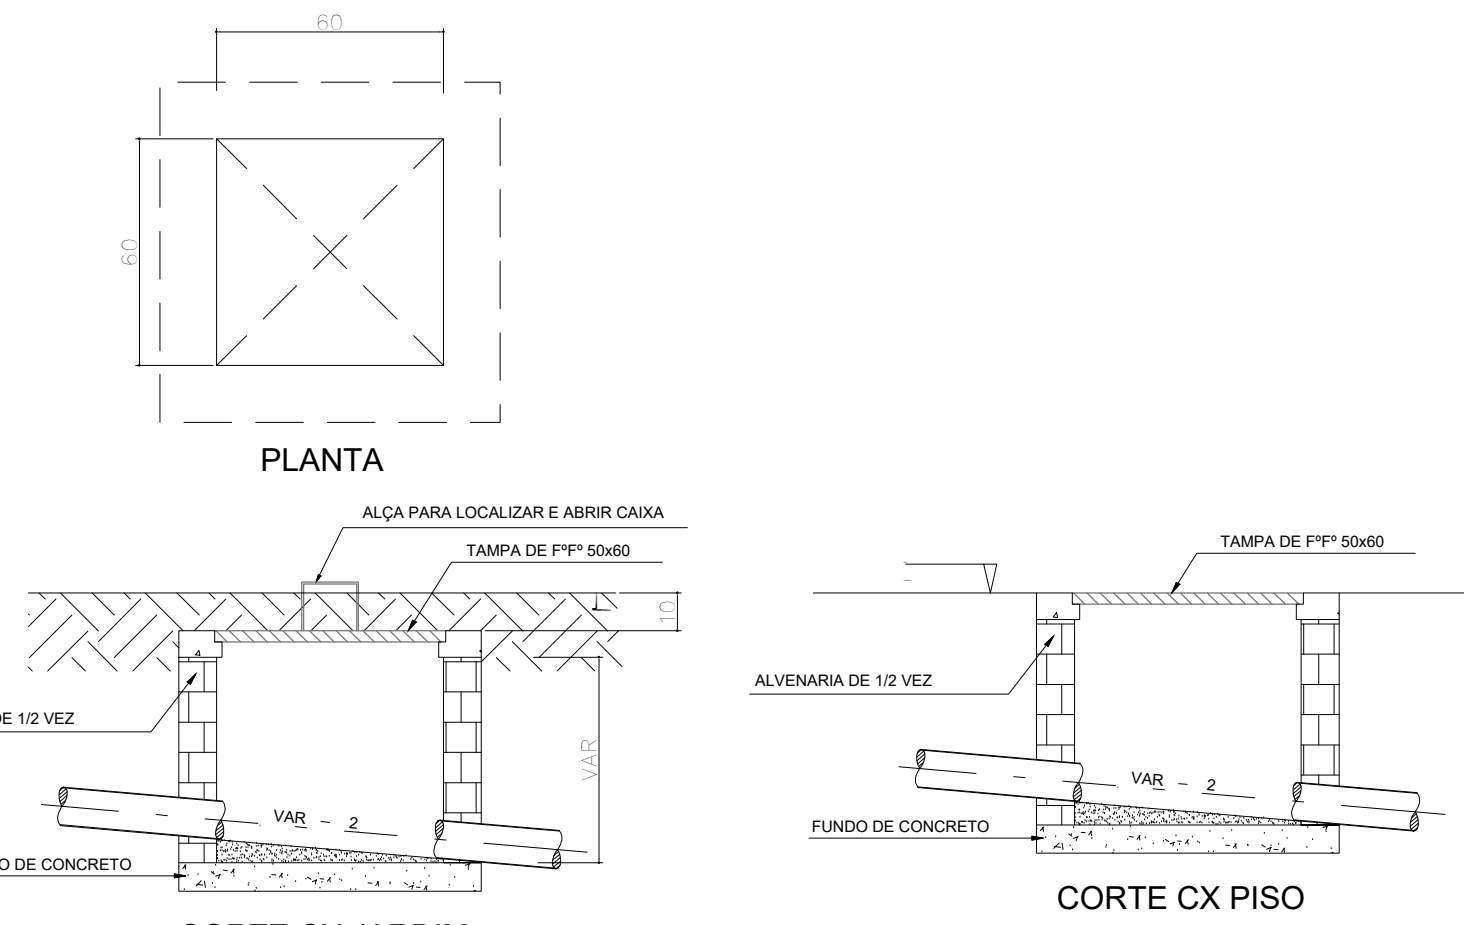 60
60
PLANTA
ALÇA PARA LOCALIZAR E ABRIR CAIXA
TAMPA DE FºFº 50x60
10
DE 1/2 VEZ
VAR
VAR - 2
O DE CONCRETO
TAMPA DE FºFº 50x60
ALVENARIA DE 1/2 VEZ
VAR - 2
FUNDO DE CONCRETO
CORTE CX PISO